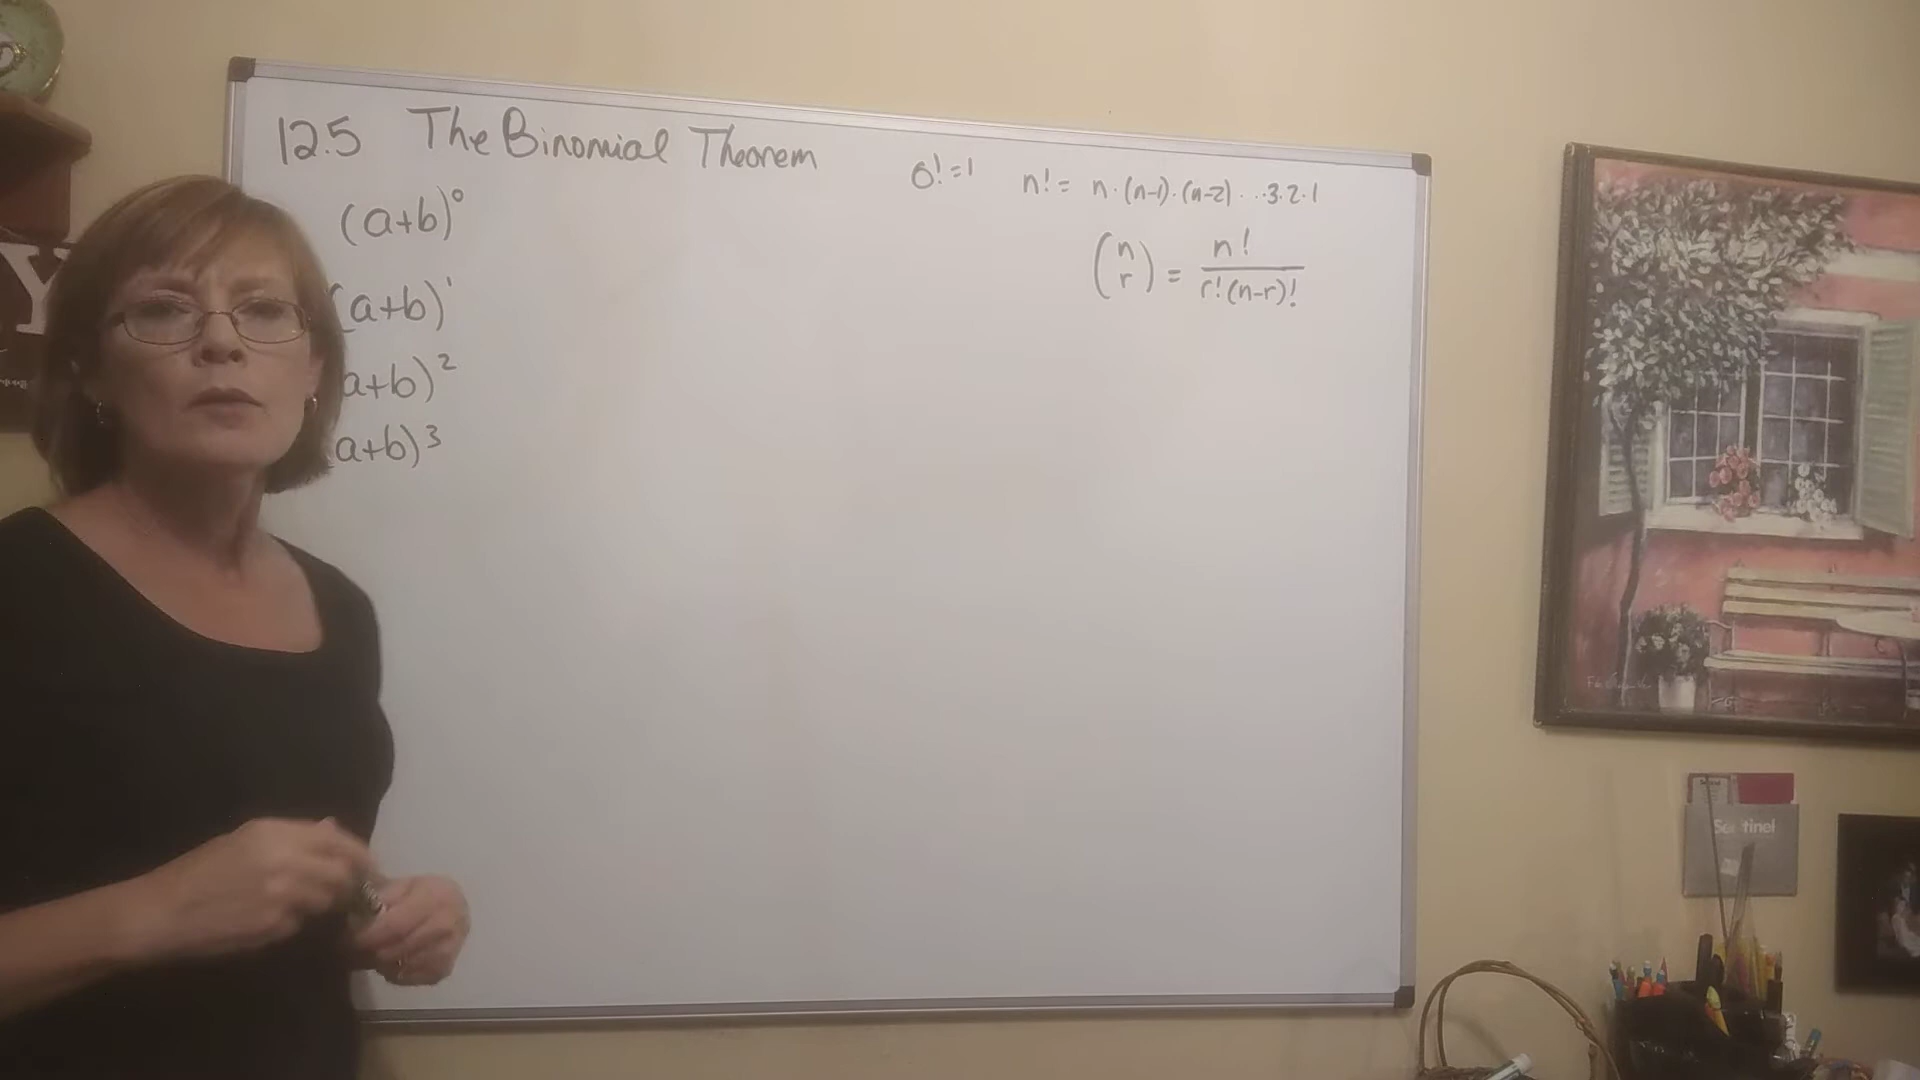 12.5 The Binomial Theorem
0! = 1
n! = n·(n-1)·(n-2)···3·2·1
(a+b)⁰
(n r) = n! / r!(n-r)!
(a+b)¹
a+b)²
a+b)³
Y
Sentinel